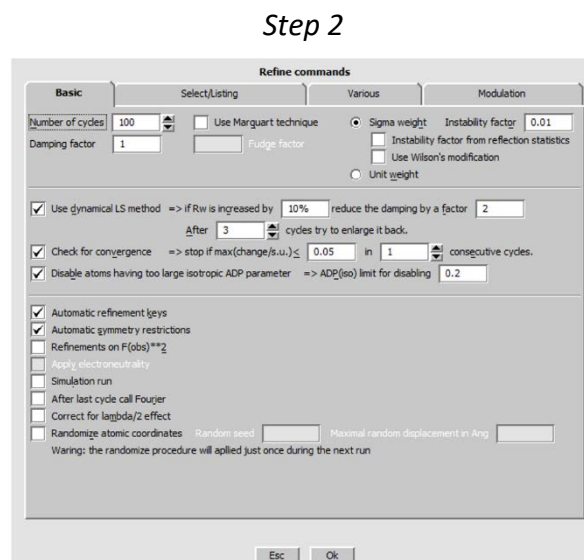 Step 2
Refine commands
Basic Select/Listing Various Modulation
Number of cycles 100 Use Marquart technique Sigma weight Instability factor 0.01
Damping factor 1 Fudge factor Instability factor from reflection statistics
Use Wilson's modification
Unit weight
Use dynamical LS method => if Rw is increased by 10% reduce the damping by a factor 2
After 3 cycles try to enlarge it back.
Check for convergence => stop if max(change/s.u.)≤ 0.05 in 1 consecutive cycles.
Disable atoms having too large isotropic ADP parameter => ADP(iso) limit for disabling 0.2
Automatic refinement keys
Automatic symmetry restrictions
Refinements on F(obs)**2
Apply electroneutrality
Simulation run
After last cycle call Fourier
Correct for lambda/2 effect
Randomize atomic coordinates Random seed Maximal random displacement in Ang
Waring: the randomize procedure will apllied just once during the next run
Esc Ok